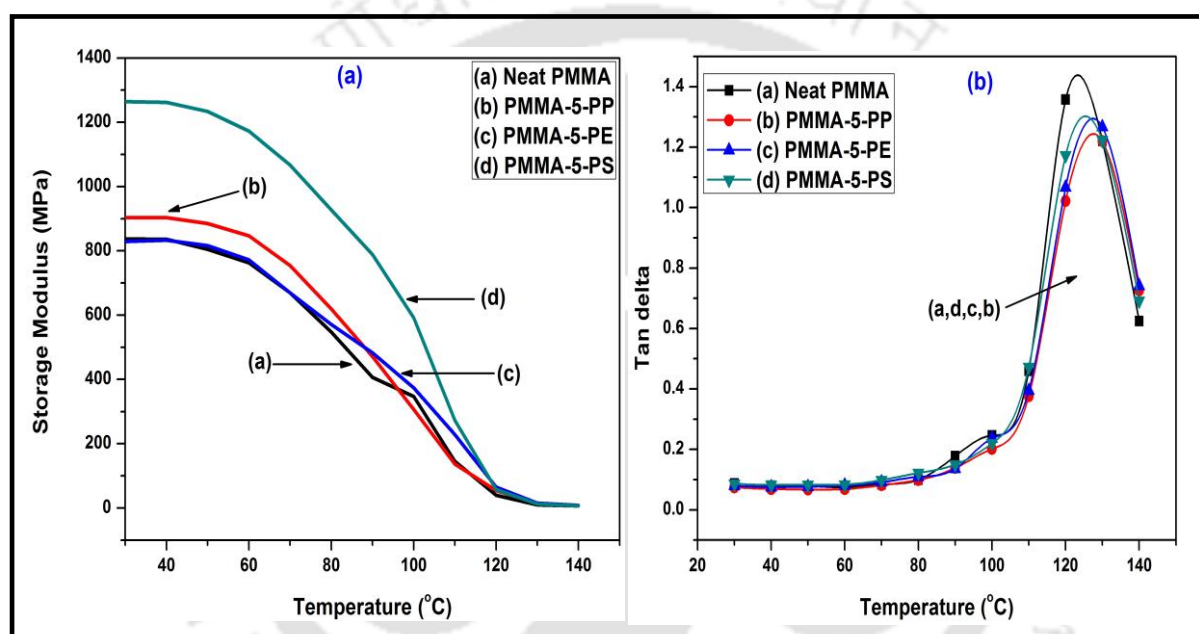 (a)
(a) Neat PMMA
(b) PMMA-5-PP
(c) PMMA-5-PE
(d) PMMA-5-PS
(b)
(d)
(a)
(c)
1400
1200
1000
800
600
400
200
0
Storage Modulus (MPa)
40
60
80
100
120
140
Temperature (°C)
(b)
(a) Neat PMMA
(b) PMMA-5-PP
(c) PMMA-5-PE
(d) PMMA-5-PS
(a,d,c,b)
1.4
1.2
1.0
0.8
0.6
0.4
0.2
0.0
Tan delta
20
40
60
80
100
120
140
Temperature (°C)